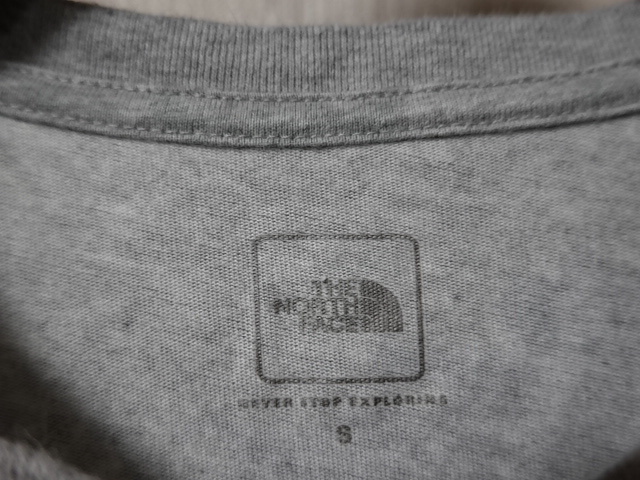 THE
NORTH
FACE
NEVER STOP EXPLORING
S